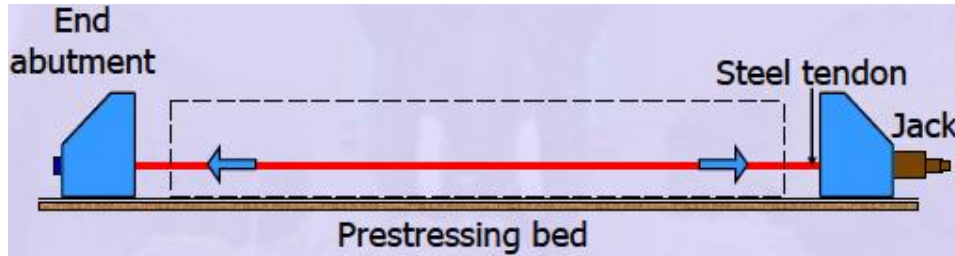 End
abutment
Steel tendon
Jack
Prestressing bed